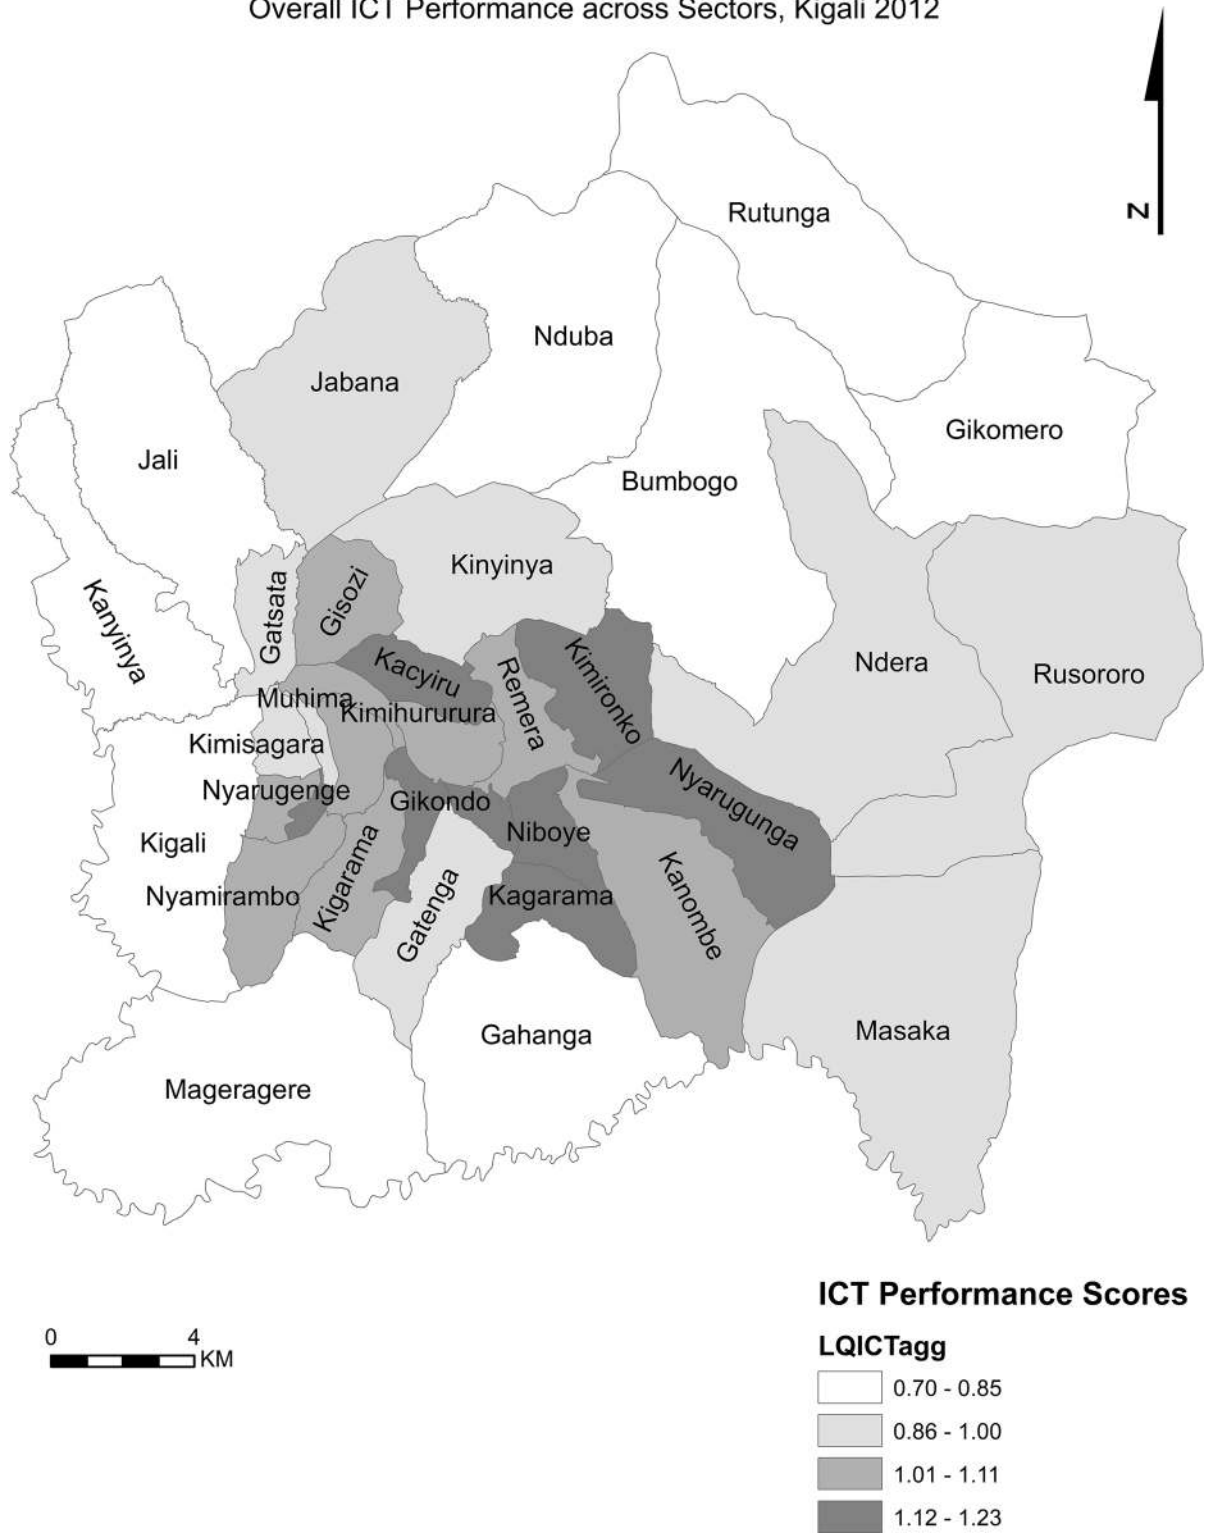 Overall ICT Performance across Sectors, Kigali 2012
N
Rutunga
Nduba
Jabana
Gikomero
Jali
Bumbogo
Kinyinya
Gatsata
Gisozi
Kanyinya
Kacyiru
Remera
Kimironko
Ndera
Rusororo
Muhima
Kimihururura
Kimisagara
Nyarugenge
Gikondo
Nyarugunga
Kigali
Niboye
Nyamirambo
Kigarama
Gatenga
Kagarama
Kanombe
Gahanga
Masaka
Mageragere
ICT Performance Scores
0 4
KM
LQICTagg
0.70 - 0.85
0.86 - 1.00
1.01 - 1.11
1.12 - 1.23